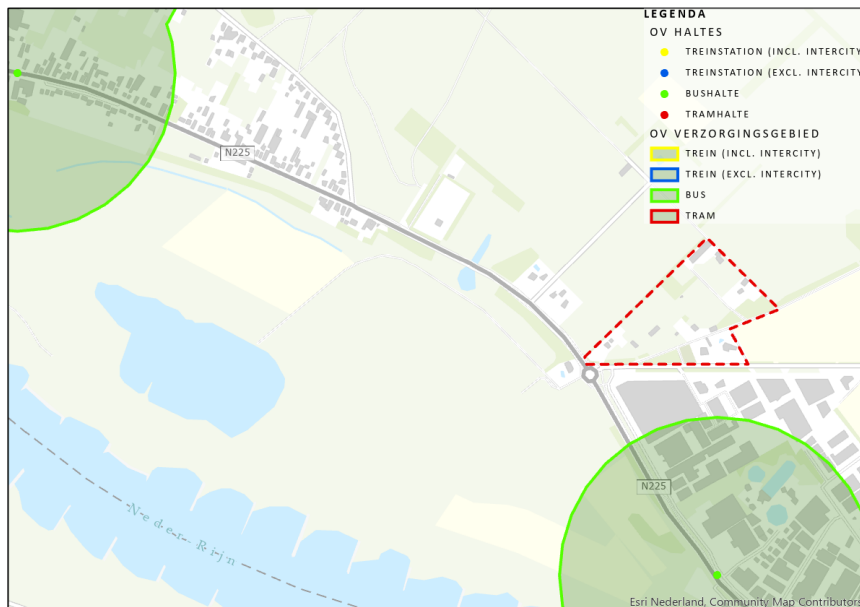 LEGENDA
OV HALTES
TREINSTATION (INCL. INTERCITY
TREINSTATION (EXCL. INTERCITY
BUSHALTE
TRAMHALTE
OV VERZORGINGSGEBIED
TREIN (INCL. INTERCITY)
TREIN (EXCL. INTERCITY)
BUS
TRAM
N225
N225
Neder-Rijn
Esri Nederland, Community Map Contributors